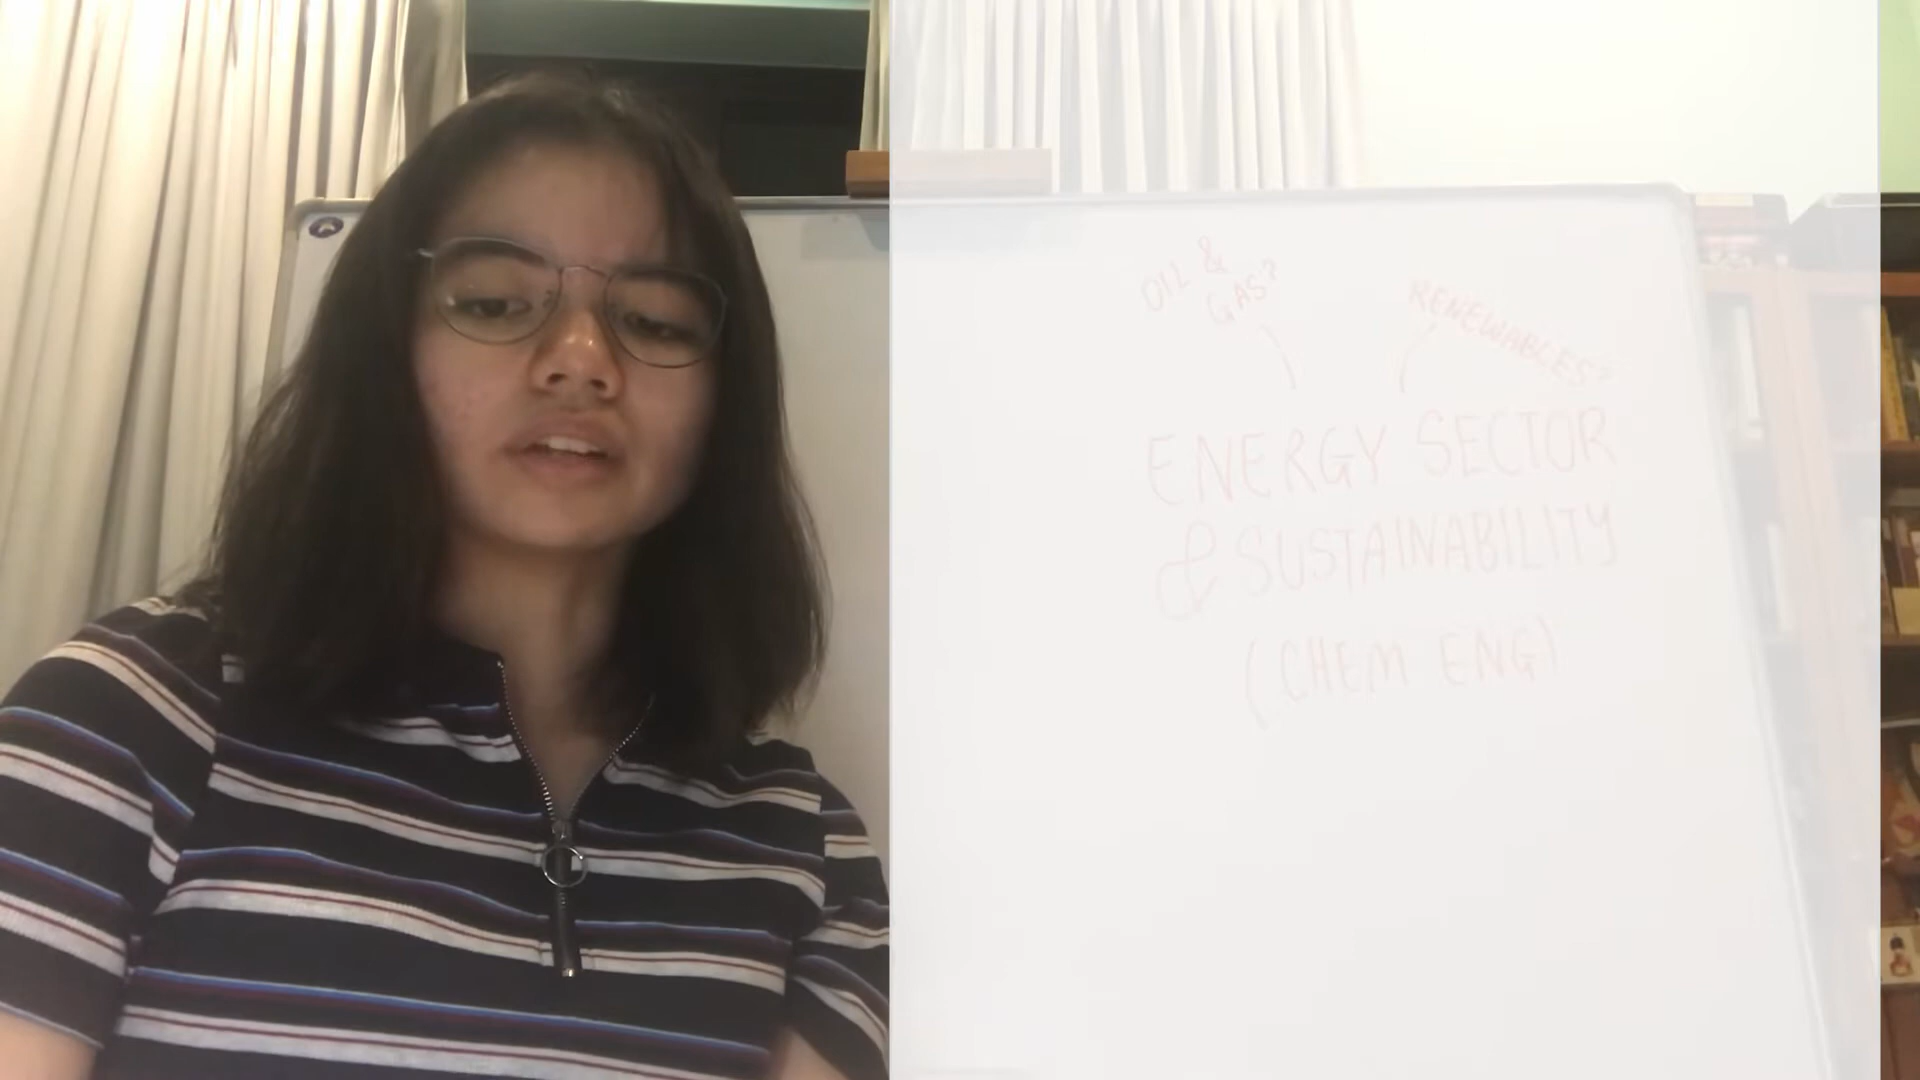 OIL &
GAS?
RENEWABLES?
ENERGY SECTOR
& SUSTAINABILITY
(CHEM ENG)